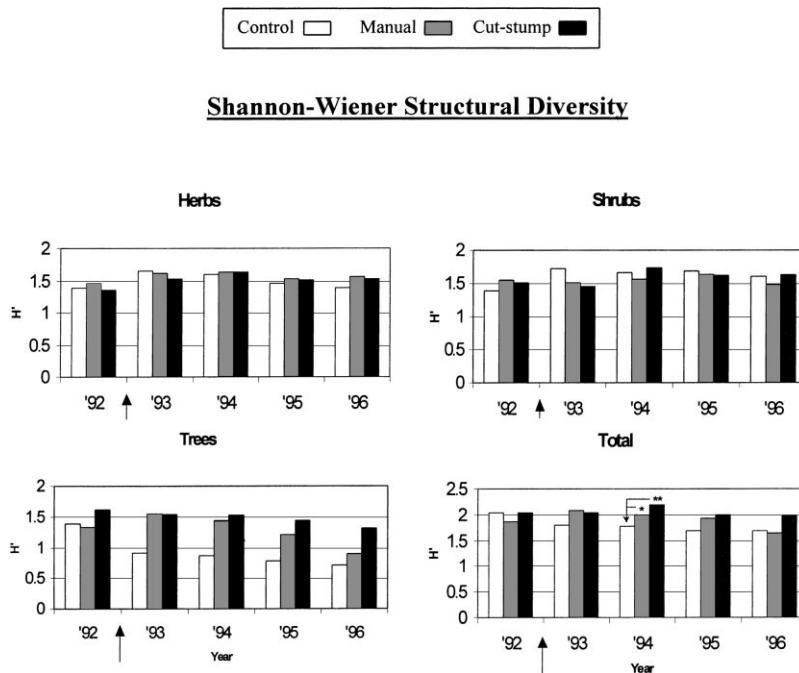 Control Manual Cut-stump
Shannon-Wiener Structural Diversity
Herbs
2
1.5
1
0.5
0
H'
'92 '93 '94 '95 '96
Shrubs
2
1.5
1
0.5
0
H'
'92 '93 '94 '95 '96
Trees
2
1.5
1
0.5
0
H'
'92 '93 '94 '95 '96
Year
Total
2.5
2
1.5
1
0.5
0
H'
**
*
'92 '93 '94 '95 '96
Year